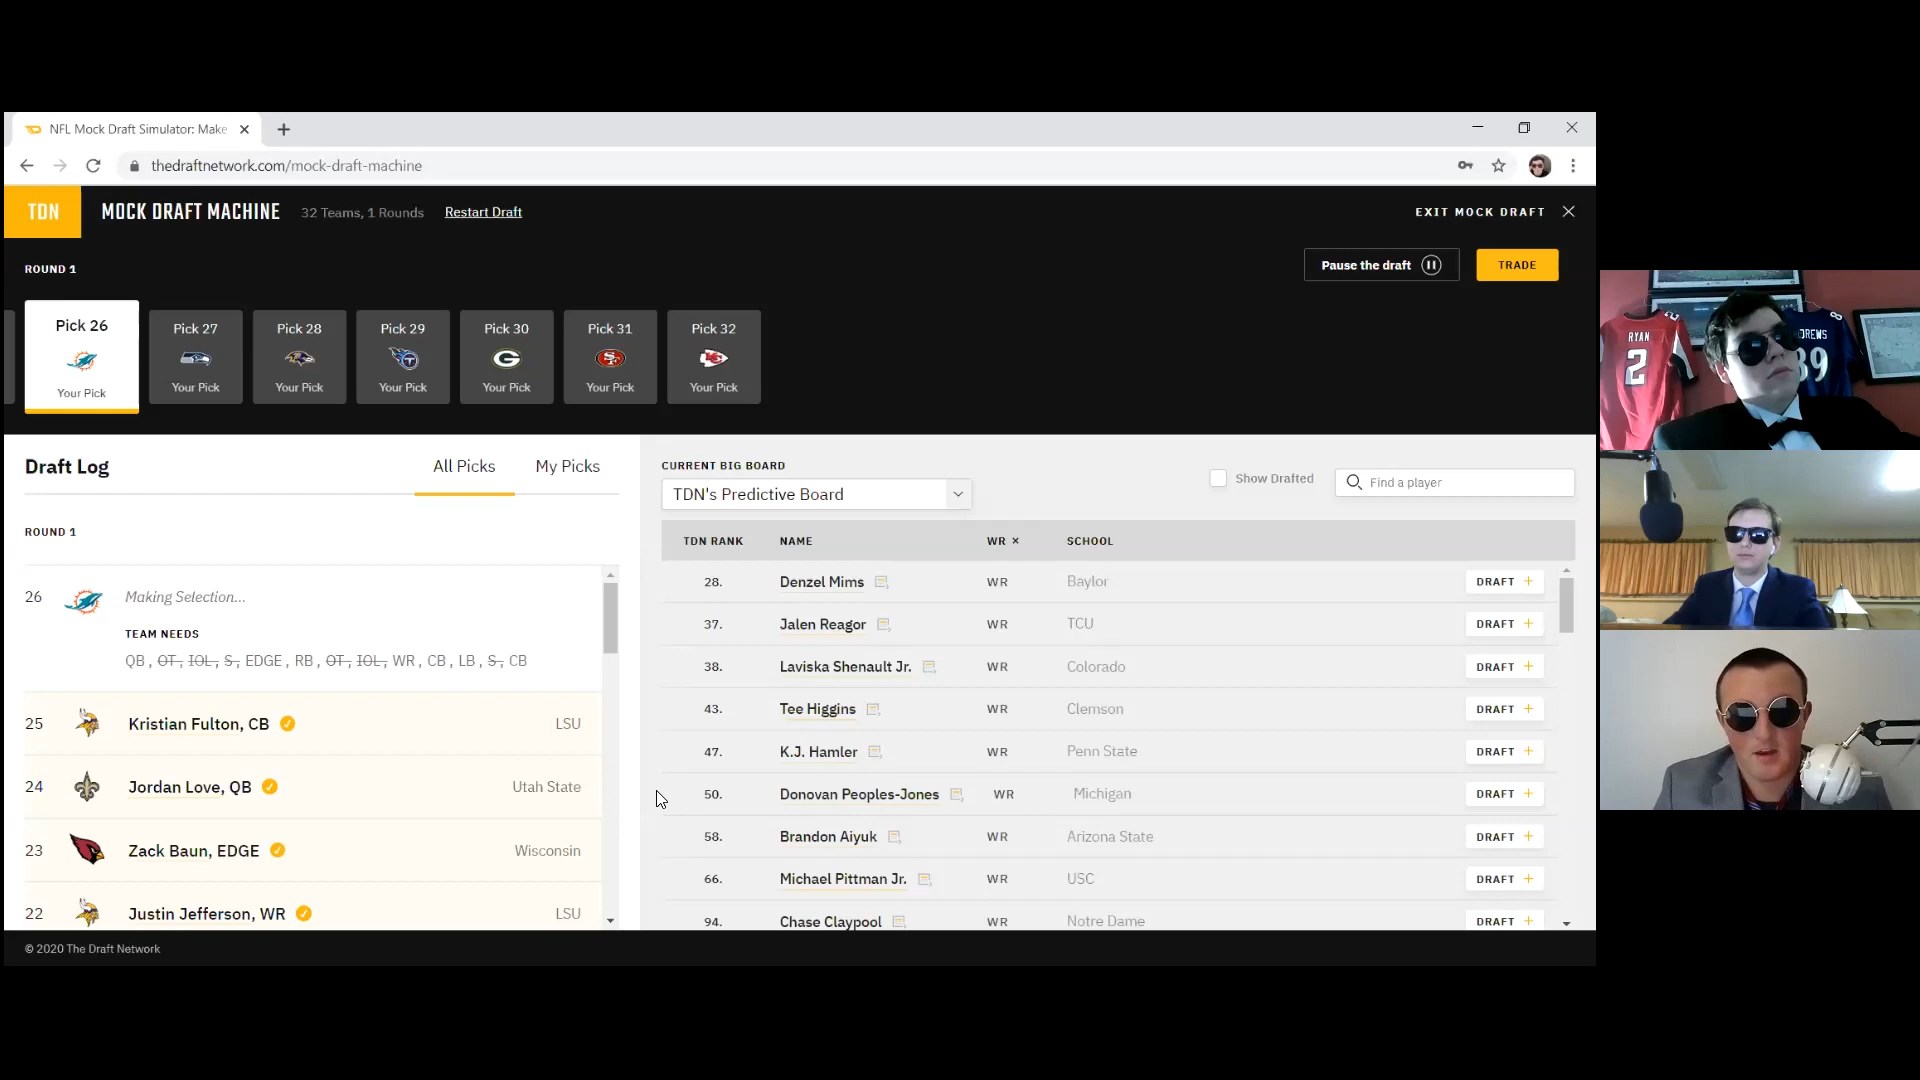 NFL Mock Draft Simulator: Make
thedraftnetwork.com/mock-draft-machine
TDN
MOCK DRAFT MACHINE
32 Teams, 1 Rounds
Restart Draft
EXIT MOCK DRAFT
ROUND 1
Pause the draft
TRADE
Pick 26
Your Pick
Pick 27
Your Pick
Pick 28
Your Pick
Pick 29
Your Pick
Pick 30
G
Your Pick
Pick 31
SF
Your Pick
Pick 32
KC
Your Pick
Draft Log
All Picks
My Picks
ROUND 1
26
Making Selection...
TEAM NEEDS
QB , OT , IOL , S , EDGE , RB , OT , IOL , WR , CB , LB , S , CB
25 Kristian Fulton, CB LSU
24 Jordan Love, QB Utah State
23 Zack Baun, EDGE Wisconsin
22 Justin Jefferson, WR LSU
CURRENT BIG BOARD
TDN's Predictive Board
Show Drafted
Find a player
TDN RANK NAME WR × SCHOOL
28. Denzel Mims WR Baylor DRAFT +
37. Jalen Reagor WR TCU DRAFT +
38. Laviska Shenault Jr. WR Colorado DRAFT +
43. Tee Higgins WR Clemson DRAFT +
47. K.J. Hamler WR Penn State DRAFT +
50. Donovan Peoples-Jones WR Michigan DRAFT +
58. Brandon Aiyuk WR Arizona State DRAFT +
66. Michael Pittman Jr. WR USC DRAFT +
94. Chase Claypool WR Notre Dame DRAFT +
© 2020 The Draft Network
RYAN
2
DREWS
89
8